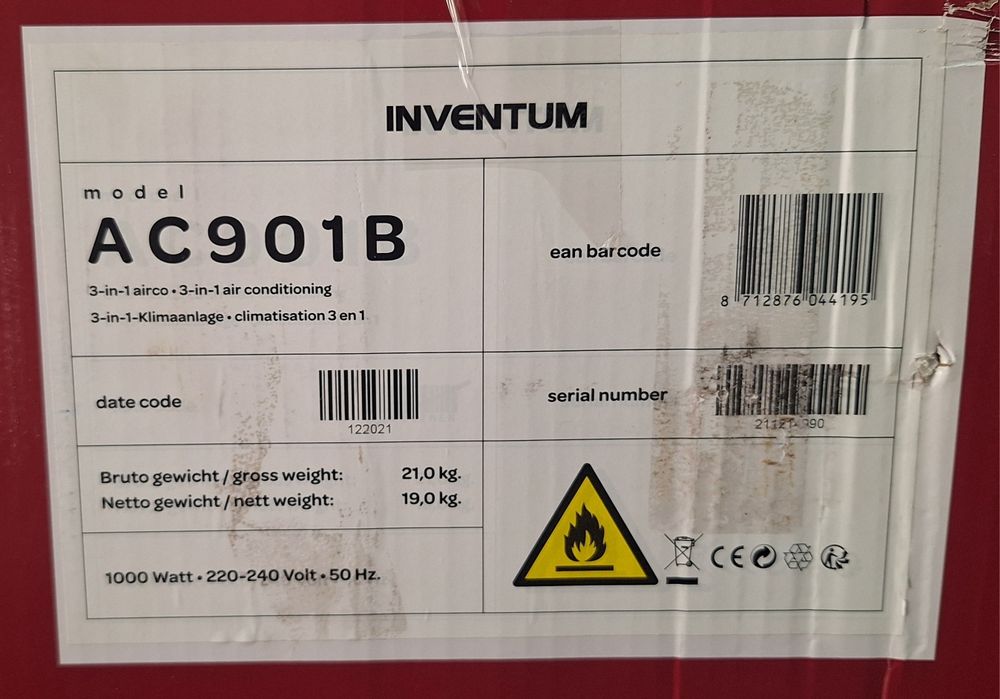 INVENTUM
model
AC901B
3-in-1 airco • 3-in-1 air conditioning
3-in-1-Klimaanlage • climatisation 3 en 1
ean barcode
8 712876 044195
date code
122021
serial number
Bruto gewicht / gross weight: 21,0 kg.
Netto gewicht / nett weight: 19,0 kg.
1000 Watt • 220-240 Volt • 50 Hz.
CE